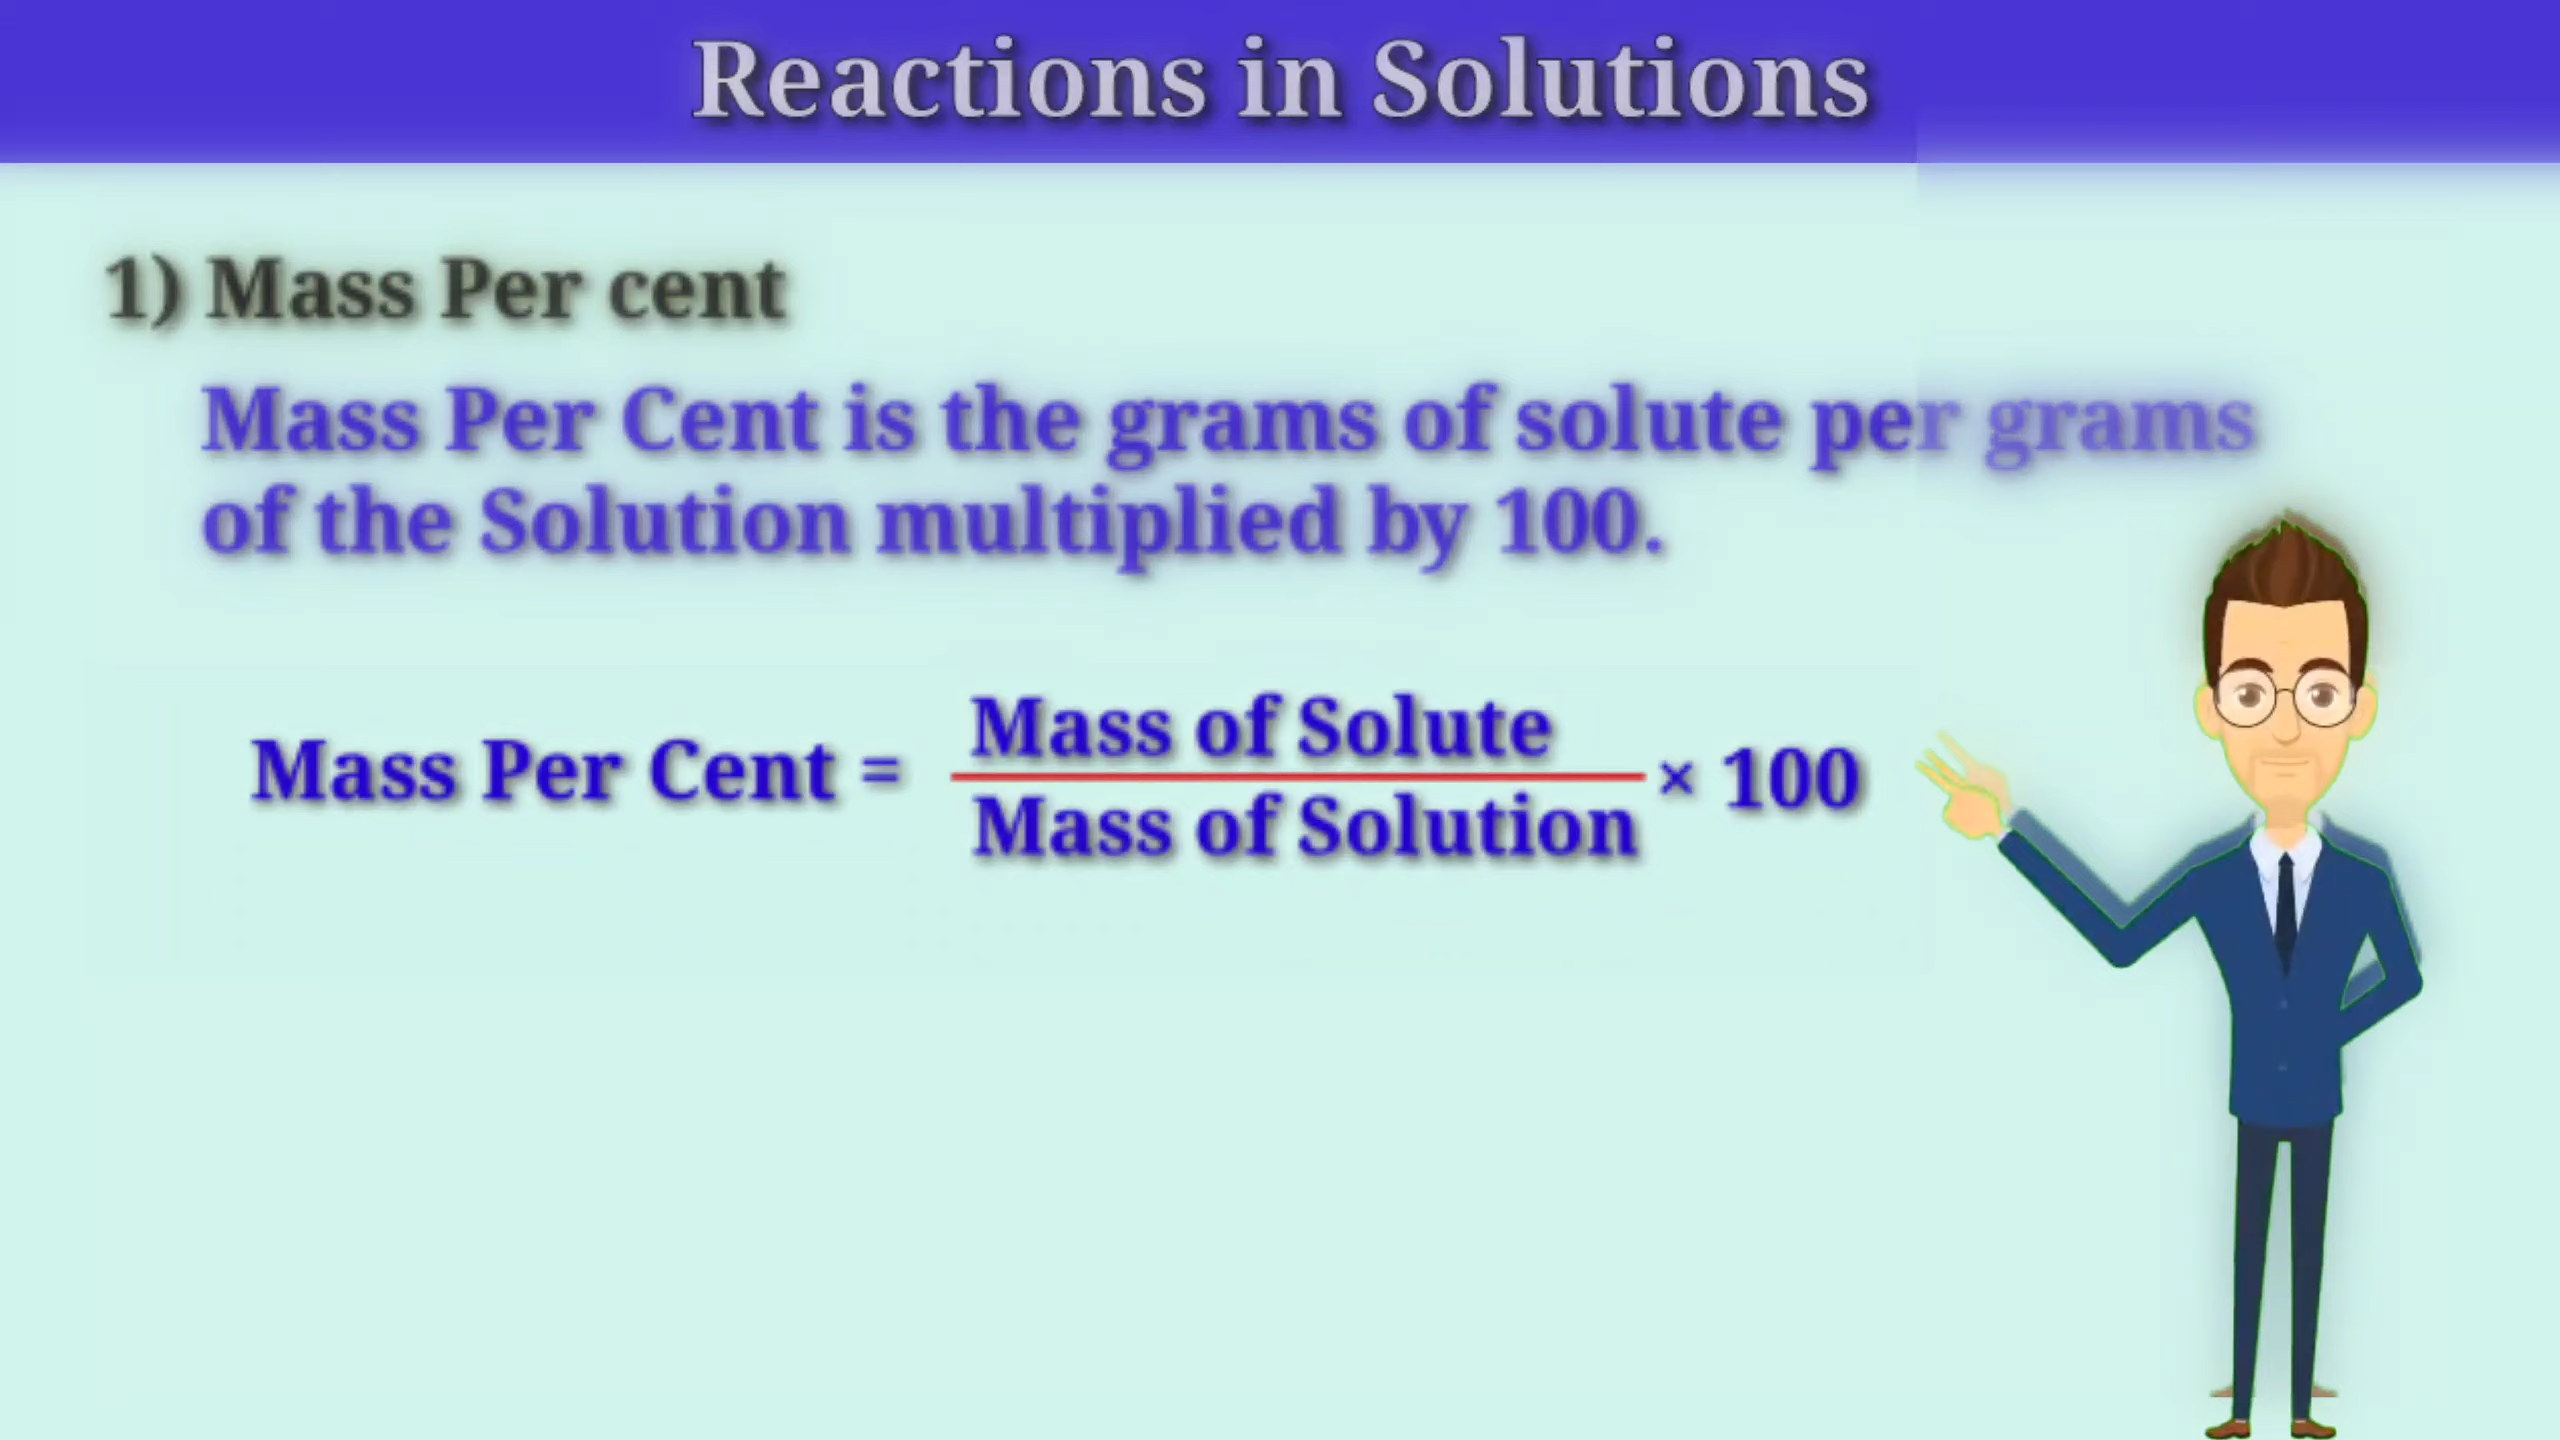 Reactions in Solutions
1) Mass Per cent
Mass Per Cent is the grams of solute per grams
of the Solution multiplied by 100.
Mass of Solute
Mass Per Cent = × 100
Mass of Solution